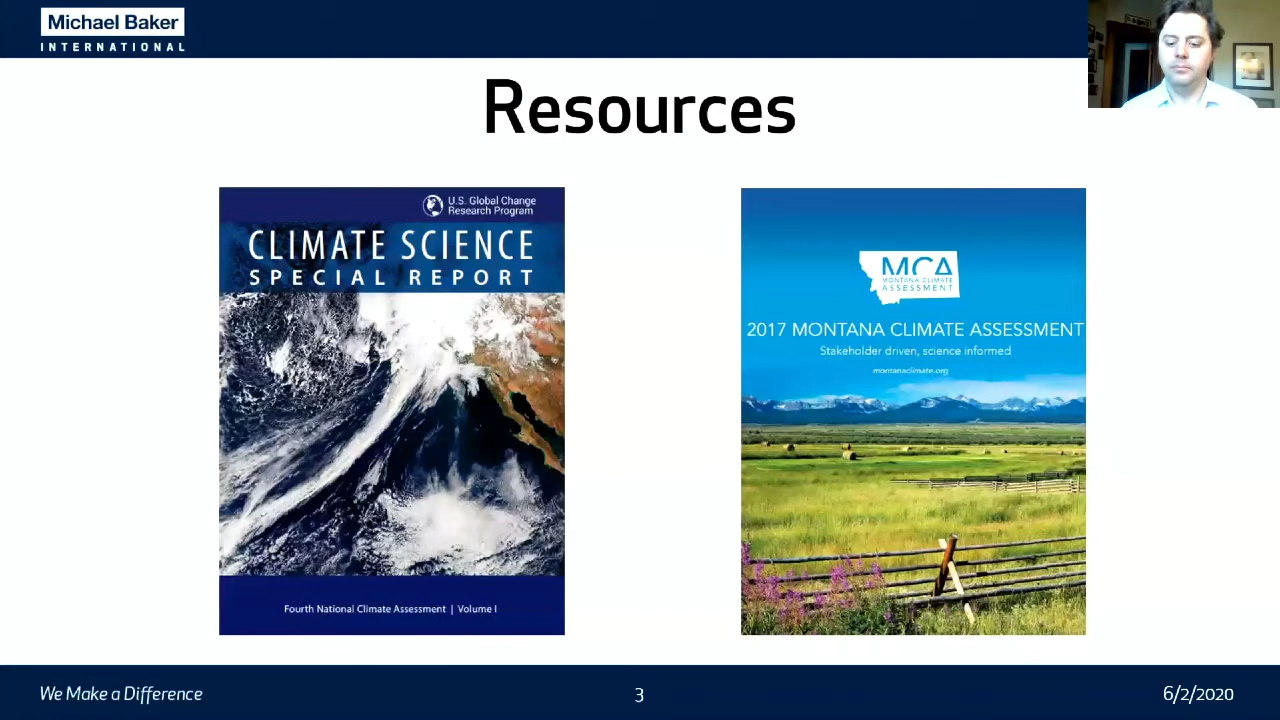 Michael Baker
INTERNATIONAL
Resources
U.S. Global Change
Research Program
CLIMATE SCIENCE
SPECIAL REPORT
Fourth National Climate Assessment | Volume I
MCA
MONTANA CLIMATE
ASSESSMENT
2017 MONTANA CLIMATE ASSESSMENT
Stakeholder driven, science informed
montanaclimate.org
We Make a Difference
3
6/2/2020